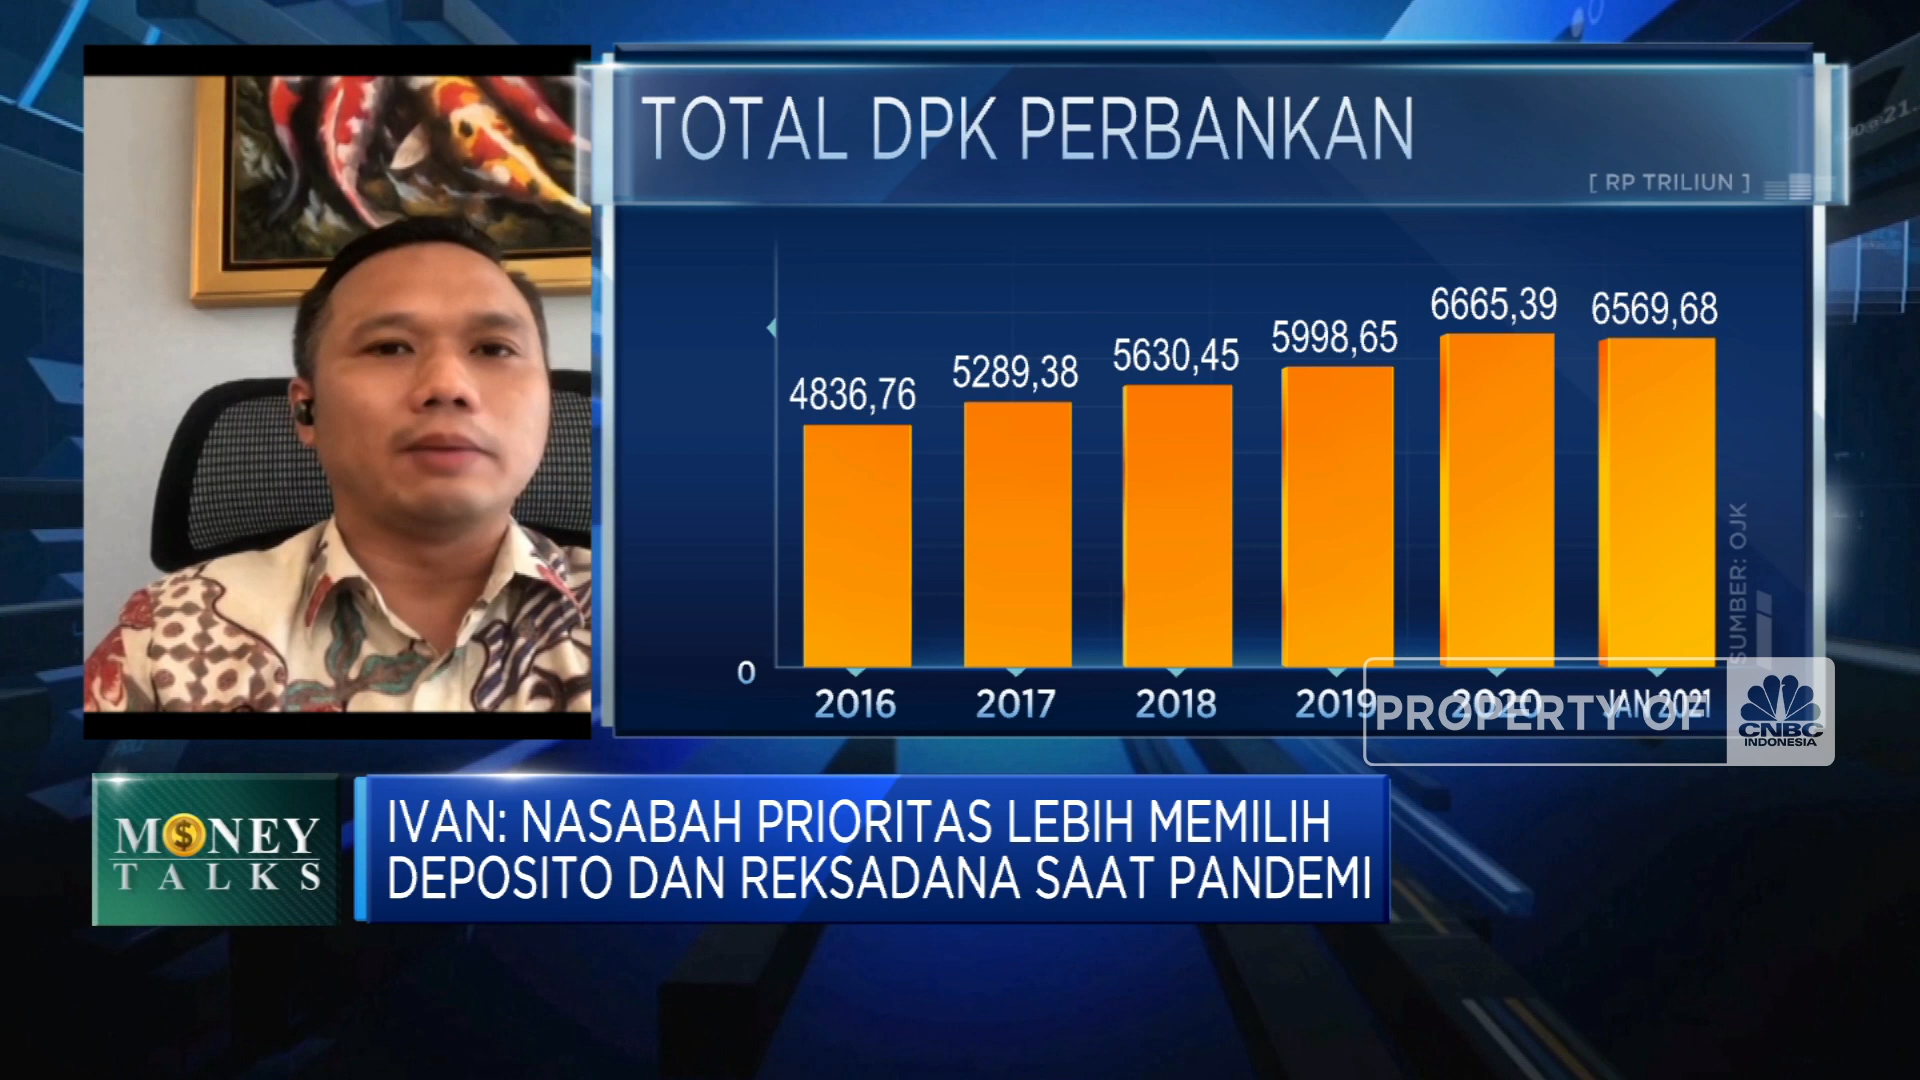 TOTAL DPK PERBANKAN
[ RP TRILIUN ]
4836,76
5289,38
5630,45
5998,65
6665,39
6569,68
0
2016
2017
2018
2019
2020
JAN 2021
SUMBER: OJK
PROPERTY OF
CNBC
INDONESIA
MONEY
TALKS
IVAN: NASABAH PRIORITAS LEBIH MEMILIH
DEPOSITO DAN REKSADANA SAAT PANDEMI